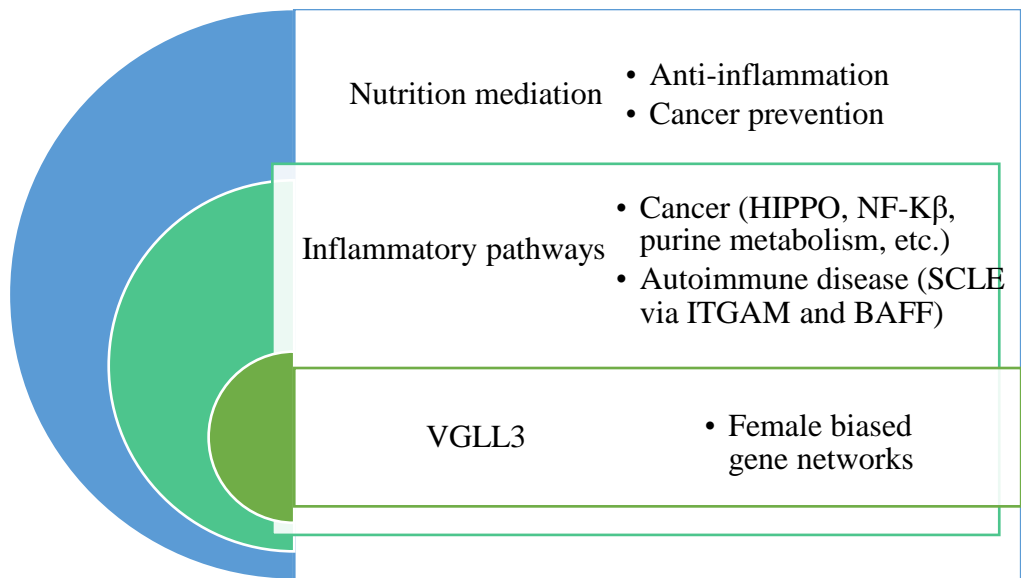 Nutrition mediation
• Anti-inflammation
• Cancer prevention
Inflammatory pathways
• Cancer (HIPPO, NF-Kβ,
purine metabolism, etc.)
• Autoimmune disease (SCLE
via ITGAM and BAFF)
VGLL3
• Female biased
gene networks